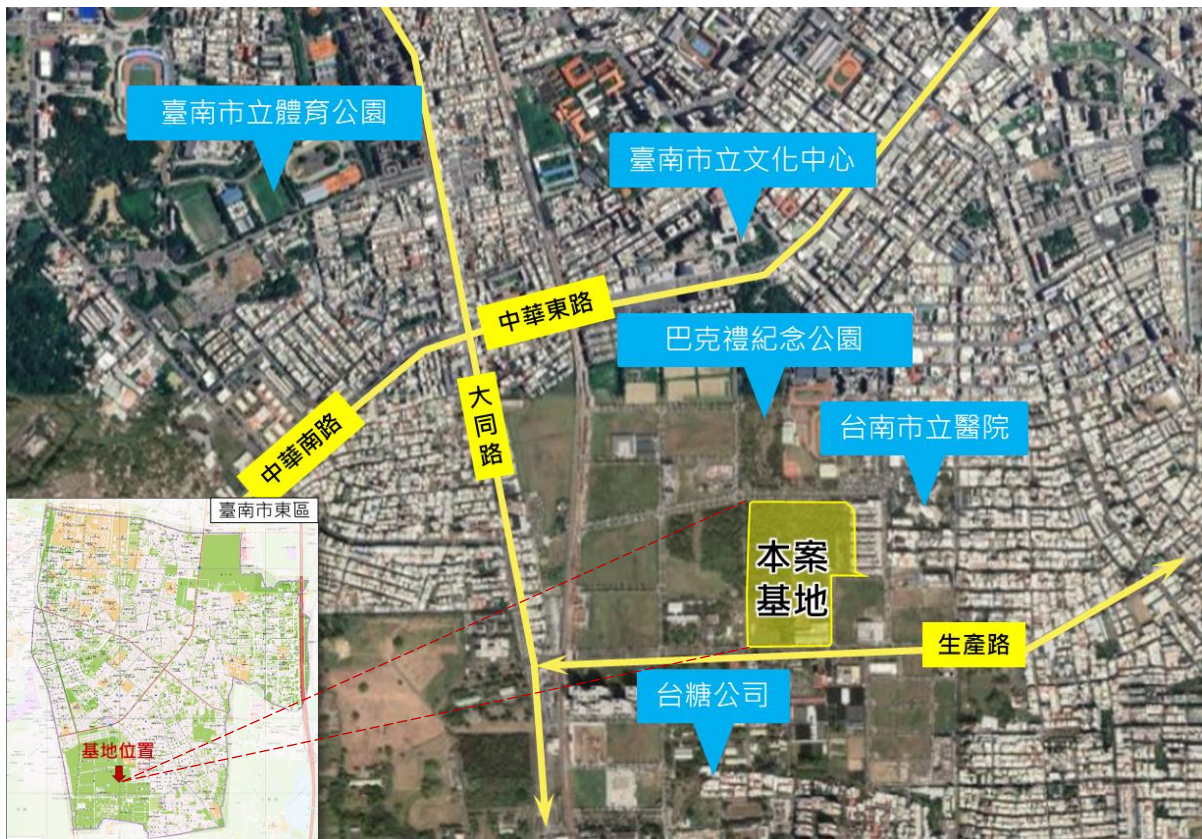 臺南市立體育公園
臺南市立文化中心
中華東路
巴克禮紀念公園
大同路
台南市立醫院
中華南路
臺南市東區
本案
基地
生產路
台糖公司
基地位置